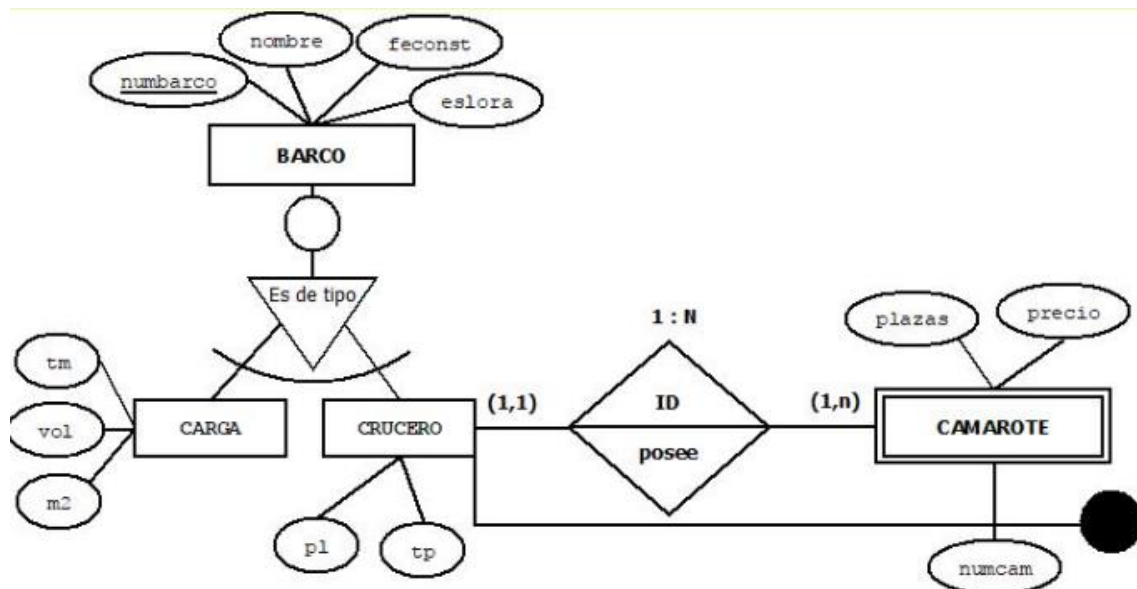 nombre
feconst
numbarco
eslora
BARCO
Es de tipo
1 : N
plazas
precio
tm
(1,1)
ID
(1,n)
vol
CARGA
CRUCERO
posee
CAMAROTE
m2
pl
tp
numcam